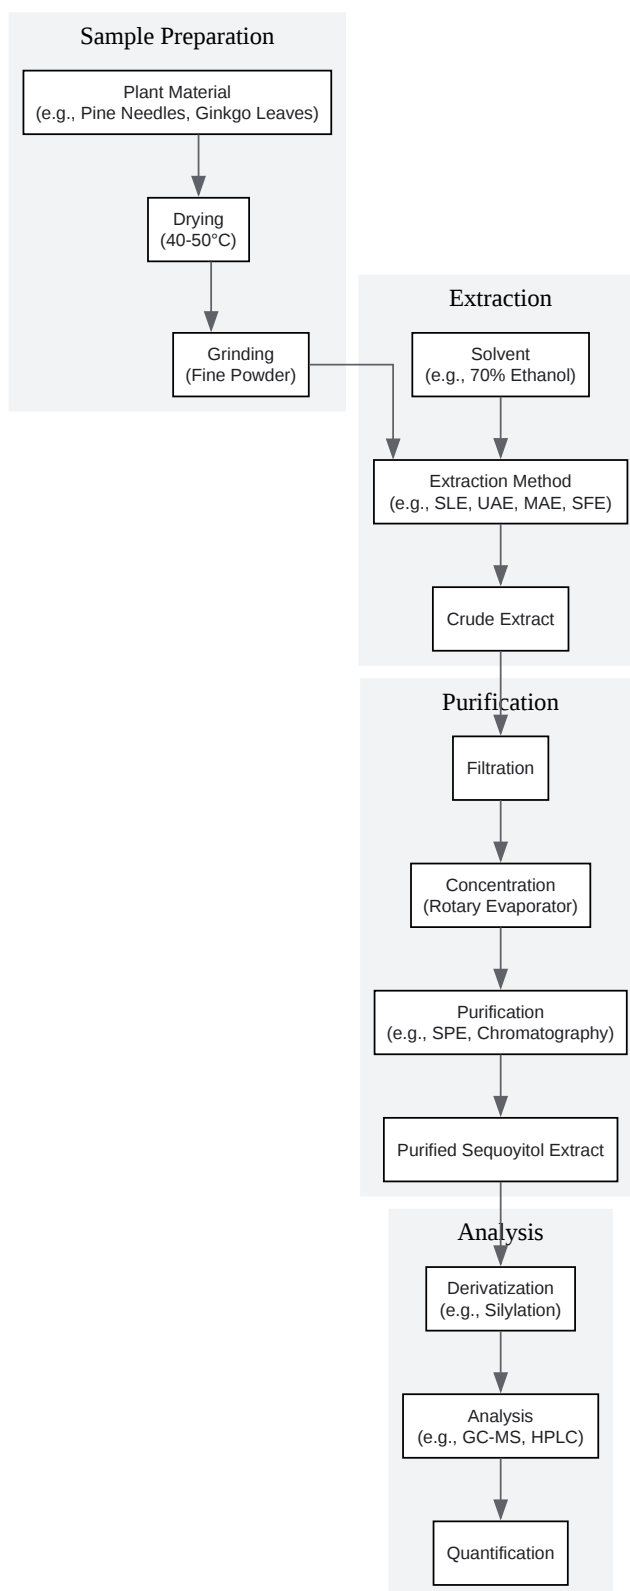 Sample Preparation
Plant Material
(e.g., Pine Needles, Ginkgo Leaves)
Drying
(40-50°C)
Grinding
(Fine Powder)
Extraction
Solvent
(e.g., 70% Ethanol)
Extraction Method
(e.g., SLE, UAE, MAE, SFE)
Crude Extract
Purification
Filtration
Concentration
(Rotary Evaporator)
Purification
(e.g., SPE, Chromatography)
Purified Sequoyitol Extract
Analysis
Derivatization
(e.g., Silylation)
Analysis
(e.g., GC-MS, HPLC)
Quantification